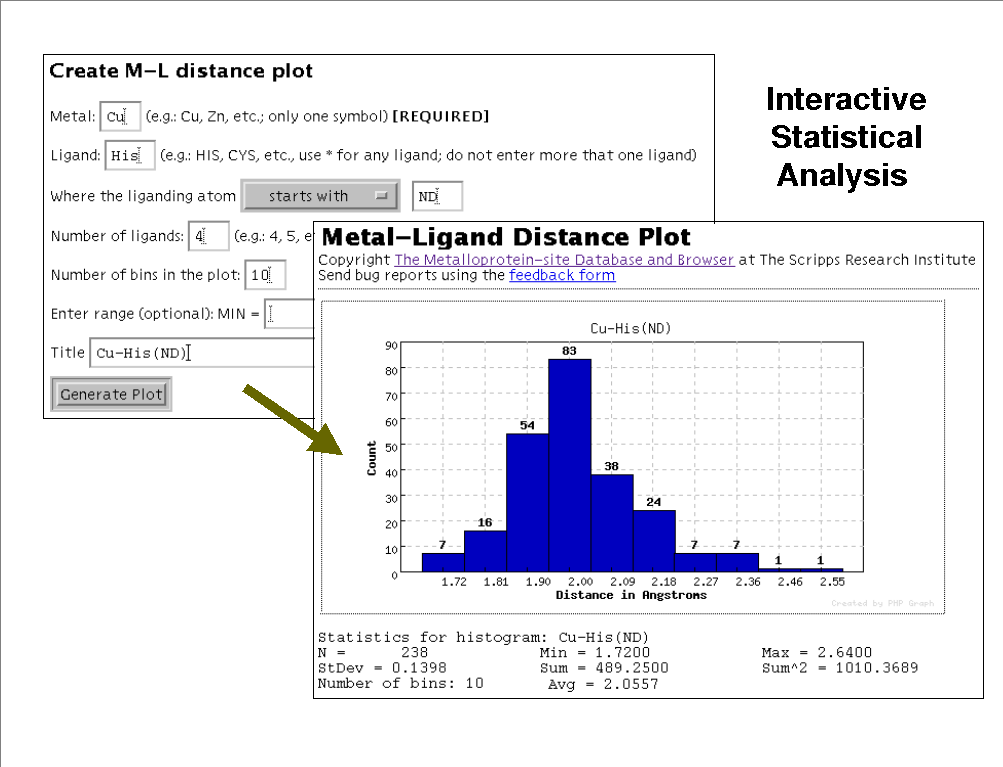 Create M–L distance plot
Metal: Cu (e.g.: Cu, Zn, etc.; only one symbol) [REQUIRED]
Ligand: His (e.g.: HIS, CYS, etc., use * for any ligand; do not enter more that one ligand)
Where the liganding atom starts with ND
Number of ligands: 4 (e.g.: 4, 5, e
Number of bins in the plot: 10
Enter range (optional): MIN =
Title Cu-His(ND)
Generate Plot
Interactive
Statistical
Analysis
Metal–Ligand Distance Plot
Copyright The Metalloprotein-site Database and Browser at The Scripps Research Institute
Send bug reports using the feedback form
Cu-His(ND)
90
80
70
60
50
40
30
20
10
0
Count
7 16 54 83 38 24 7 7 1 1
1.72 1.81 1.90 2.00 2.09 2.18 2.27 2.36 2.46 2.55
Distance in Angstroms
Created by PHP Graph
Statistics for histogram: Cu-His(ND)
N = 238 Min = 1.7200 Max = 2.6400
StDev = 0.1398 Sum = 489.2500 Sum^2 = 1010.3689
Number of bins: 10 Avg = 2.0557